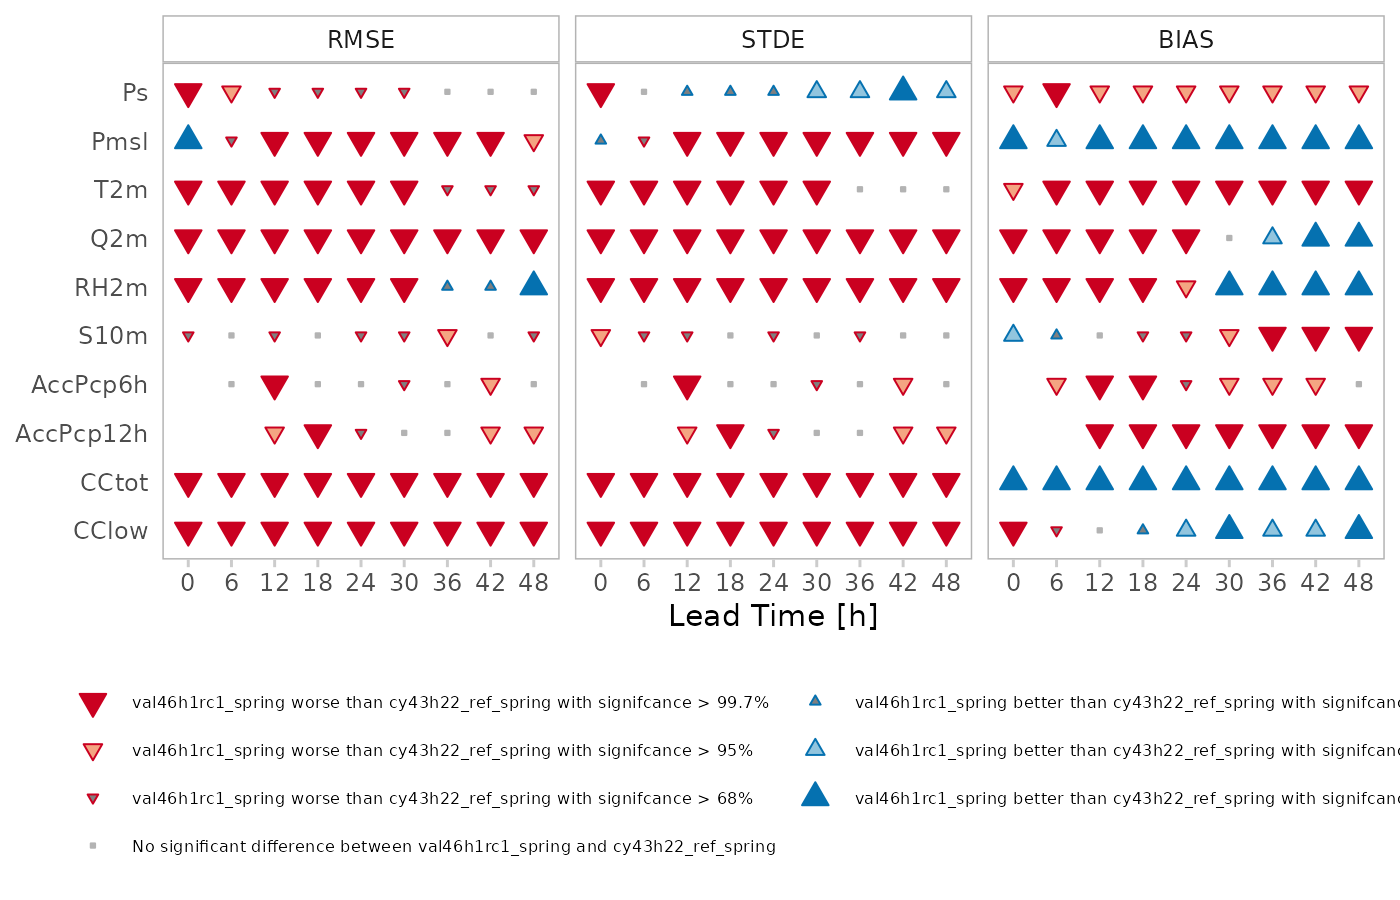 RMSE STDE BIAS
Ps
Pmsl
T2m
Q2m
RH2m
S10m
AccPcp6h
AccPcp12h
CCtot
CClow
0 6 12 18 24 30 36 42 48 0 6 12 18 24 30 36 42 48 0 6 12 18 24 30 36 42 48
Lead Time [h]
val46h1rc1_spring worse than cy43h22_ref_spring with signifcance > 99.7%
val46h1rc1_spring worse than cy43h22_ref_spring with signifcance > 95%
val46h1rc1_spring worse than cy43h22_ref_spring with signifcance > 68%
No significant difference between val46h1rc1_spring and cy43h22_ref_spring
val46h1rc1_spring better than cy43h22_ref_spring with signifcanc
val46h1rc1_spring better than cy43h22_ref_spring with signifcanc
val46h1rc1_spring better than cy43h22_ref_spring with signifcanc